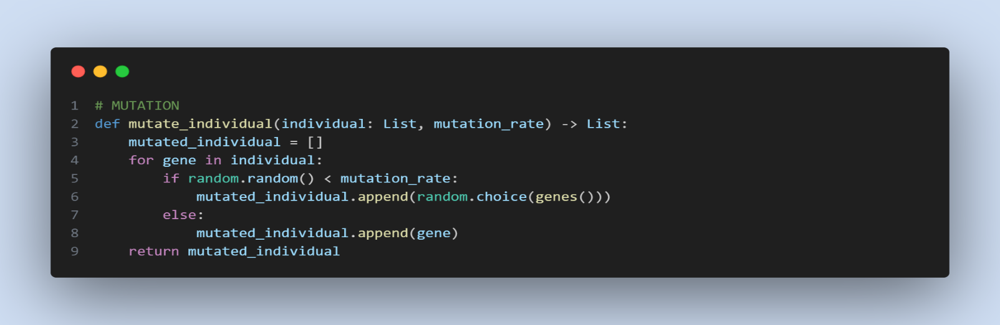 1 # MUTATION
2 def mutate_individual(individual: List, mutation_rate) -> List:
3     mutated_individual = []
4     for gene in individual:
5         if random.random() < mutation_rate:
6             mutated_individual.append(random.choice(genes()))
7         else:
8             mutated_individual.append(gene)
9     return mutated_individual